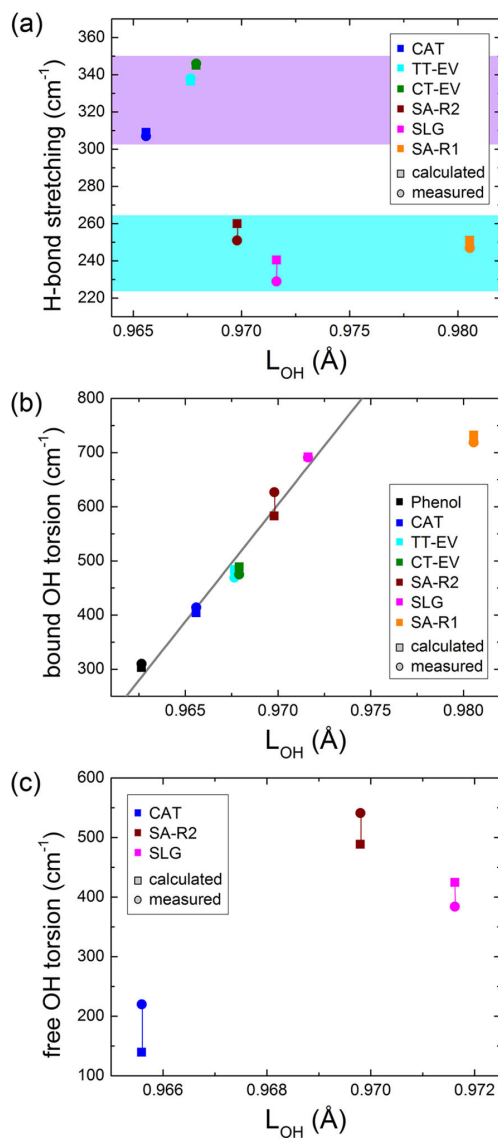 (a)
H-bond stretching (cm⁻¹)
360
340
320
300
280
260
240
220
CAT
TT-EV
CT-EV
SA-R2
SLG
SA-R1
calculated
measured
0.965 0.970 0.975 0.980
L_OH (Å)
(b)
bound OH torsion (cm⁻¹)
800
700
600
500
400
300
Phenol
CAT
TT-EV
CT-EV
SA-R2
SLG
SA-R1
calculated
measured
0.965 0.970 0.975 0.980
L_OH (Å)
(c)
free OH torsion (cm⁻¹)
600
500
400
300
200
100
CAT
SA-R2
SLG
calculated
measured
0.966 0.968 0.970 0.972
L_OH (Å)